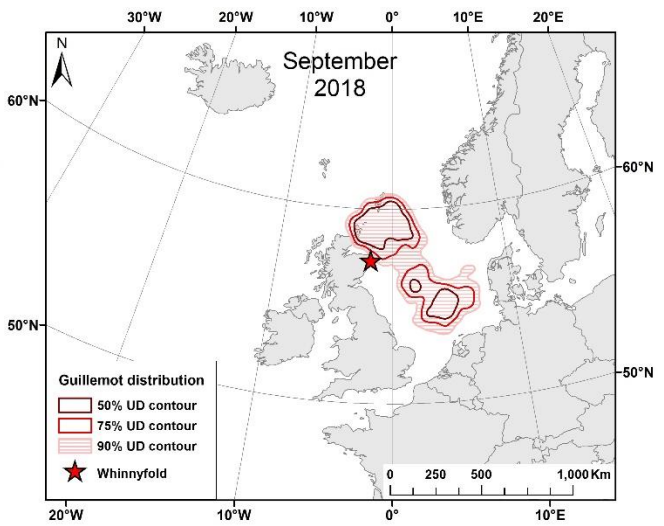 30°W 20°W 10°W 0° 10°E 20°E
N
September
2018
60°N
60°N
50°N
50°N
Guillemot distribution
50% UD contour
75% UD contour
90% UD contour
Whinnyfold
0 250 500 1,000 Km
20°W 10°W 0° 10°E